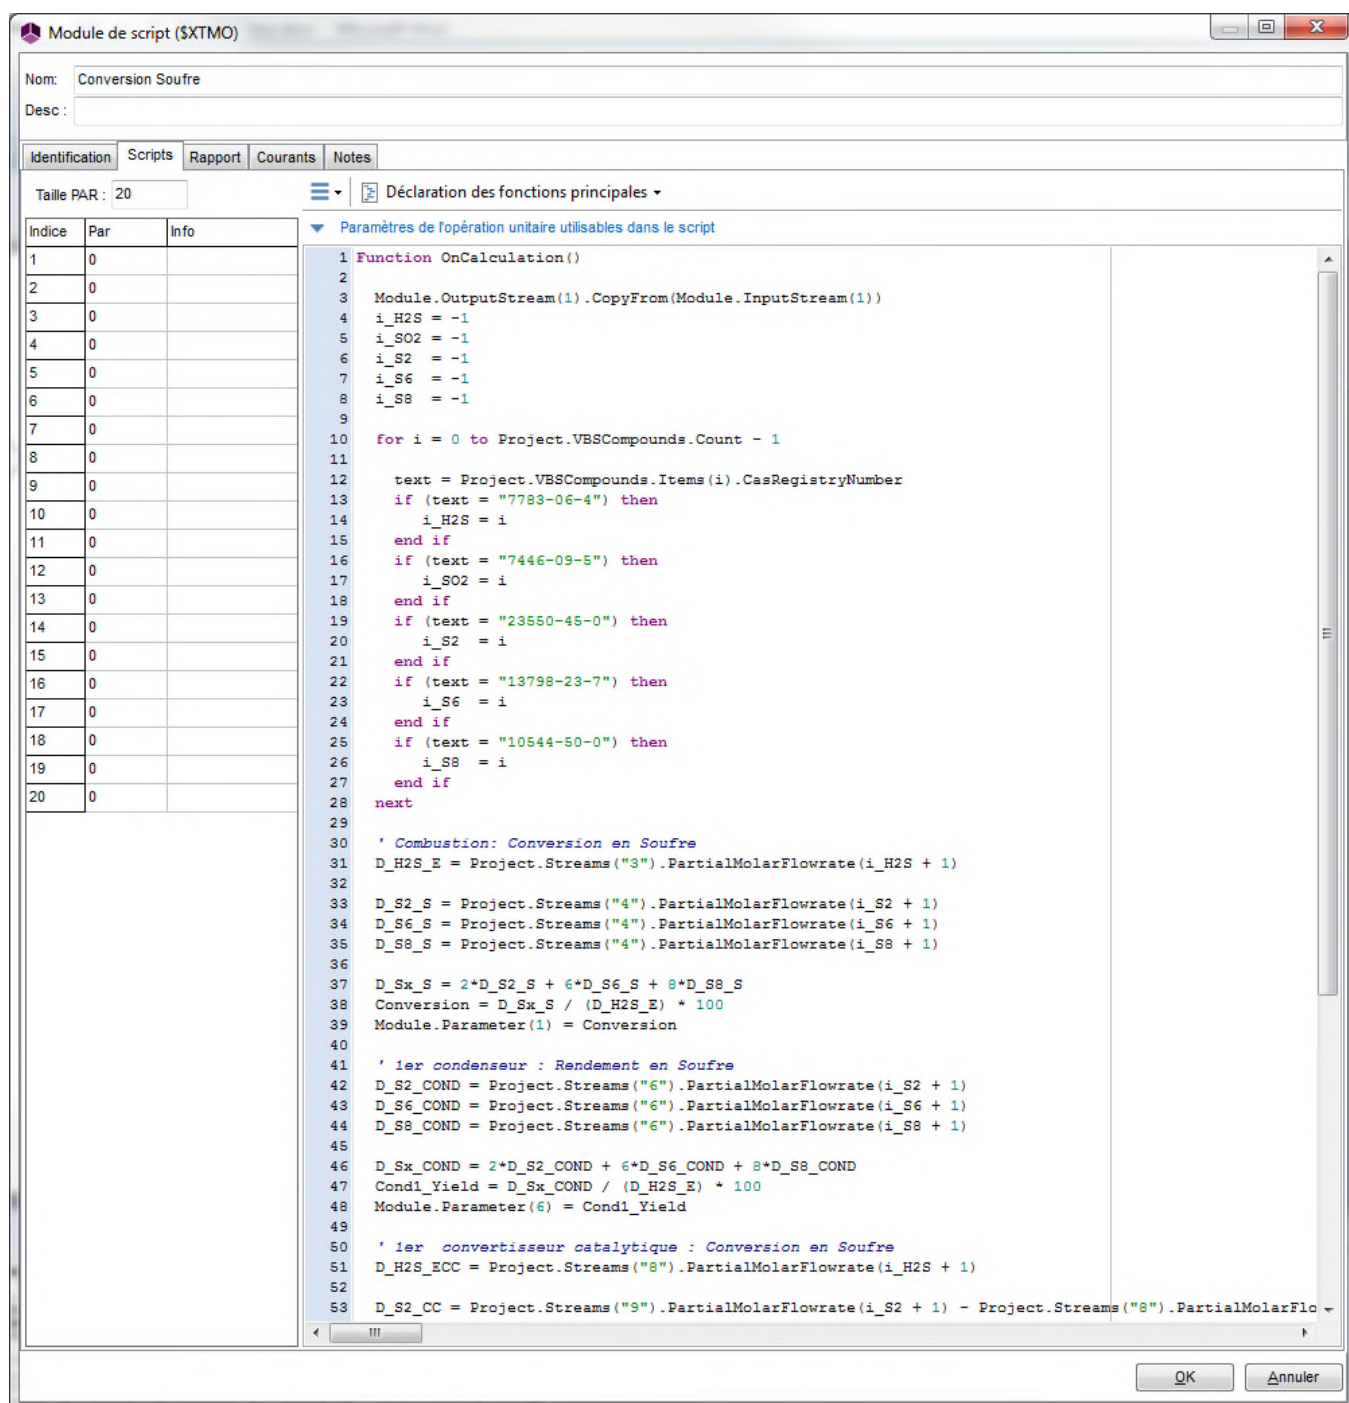 Module de script ($XTMO)
Nom: Conversion Soufre
Desc :
Identification Scripts Rapport Courants Notes
Taille PAR : 20
Déclaration des fonctions principales
Indice Par Info
Paramètres de l'opération unitaire utilisables dans le script
1 0
2 0
3 0
4 0
5 0
6 0
7 0
8 0
9 0
10 0
11 0
12 0
13 0
14 0
15 0
16 0
17 0
18 0
19 0
20 0
1 Function OnCalculation()
2
3 Module.OutputStream(1).CopyFrom(Module.InputStream(1))
4 i_H2S = -1
5 i_SO2 = -1
6 i_S2 = -1
7 i_S6 = -1
8 i_S8 = -1
9
10 for i = 0 to Project.VBSCompounds.Count - 1
11
12 text = Project.VBSCompounds.Items(i).CasRegistryNumber
13 if (text = "7783-06-4") then
14 i_H2S = i
15 end if
16 if (text = "7446-09-5") then
17 i_SO2 = i
18 end if
19 if (text = "23550-45-0") then
20 i_S2 = i
21 end if
22 if (text = "13798-23-7") then
23 i_S6 = i
24 end if
25 if (text = "10544-50-0") then
26 i_S8 = i
27 end if
28 next
29
30 ' Combustion: Conversion en Soufre
31 D_H2S_E = Project.Streams("3").PartialMolarFlowrate(i_H2S + 1)
32
33 D_S2_S = Project.Streams("4").PartialMolarFlowrate(i_S2 + 1)
34 D_S6_S = Project.Streams("4").PartialMolarFlowrate(i_S6 + 1)
35 D_S8_S = Project.Streams("4").PartialMolarFlowrate(i_S8 + 1)
36
37 D_Sx_S = 2*D_S2_S + 6*D_S6_S + 8*D_S8_S
38 Conversion = D_Sx_S / (D_H2S_E) * 100
39 Module.Parameter(1) = Conversion
40
41 ' 1er condenseur : Rendement en Soufre
42 D_S2_COND = Project.Streams("6").PartialMolarFlowrate(i_S2 + 1)
43 D_S6_COND = Project.Streams("6").PartialMolarFlowrate(i_S6 + 1)
44 D_S8_COND = Project.Streams("6").PartialMolarFlowrate(i_S8 + 1)
45
46 D_Sx_COND = 2*D_S2_COND + 6*D_S6_COND + 8*D_S8_COND
47 Cond1_Yield = D_Sx_COND / (D_H2S_E) * 100
48 Module.Parameter(6) = Cond1_Yield
49
50 ' 1er convertisseur catalytique : Conversion en Soufre
51 D_H2S_ECC = Project.Streams("8").PartialMolarFlowrate(i_H2S + 1)
52
53 D_S2_CC = Project.Streams("9").PartialMolarFlowrate(i_S2 + 1) - Project.Streams("8").PartialMolarFlo
OK Annuler